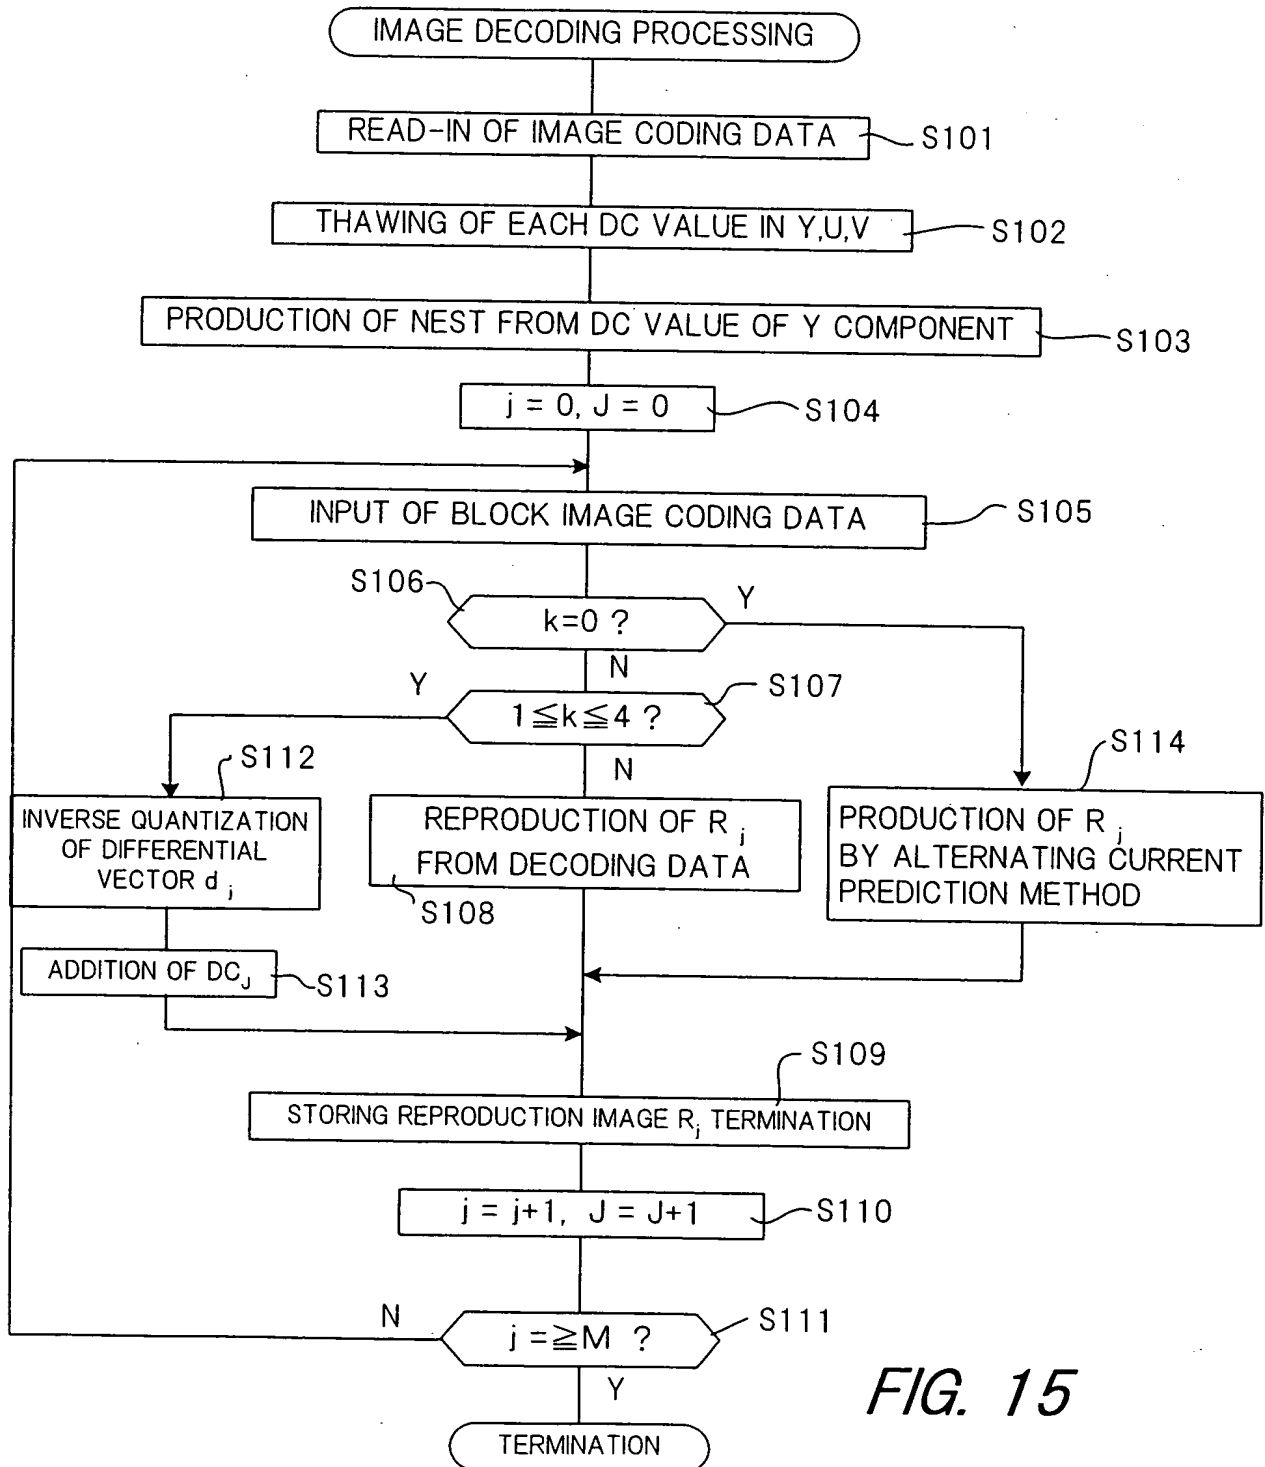 IMAGE DECODING PROCESSING
READ-IN OF IMAGE CODING DATA
S101
THAWING OF EACH DC VALUE IN Y,U,V
S102
PRODUCTION OF NEST FROM DC VALUE OF Y COMPONENT
S103
j = 0, J = 0
S104
INPUT OF BLOCK IMAGE CODING DATA
S105
S106
k=0 ?
Y
N
Y
S107
1≦k≦4 ?
N
S112
INVERSE QUANTIZATION
OF DIFFERENTIAL
VECTOR dj
REPRODUCTION OF Rj
FROM DECODING DATA
S108
S114
PRODUCTION OF Rj
BY ALTERNATING CURRENT
PREDICTION METHOD
ADDITION OF DCJ
S113
S109
STORING REPRODUCTION IMAGE Rj TERMINATION
j = j+1, J = J+1
S110
N
j =≧M ?
S111
Y
TERMINATION
FIG. 15